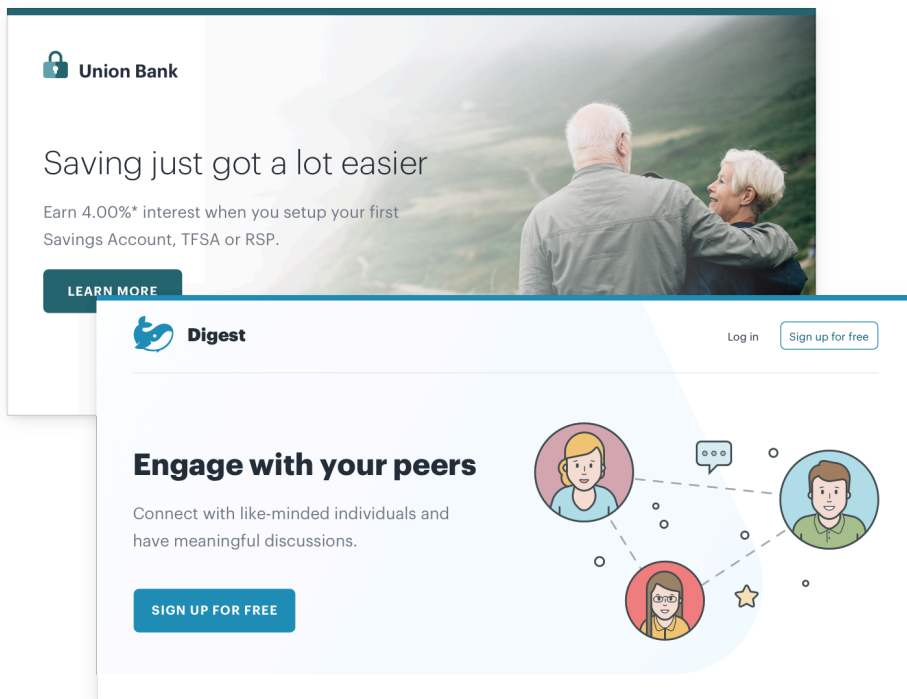 Union Bank
Saving just got a lot easier
Earn 4.00%* interest when you setup your first
Savings Account, TFSA or RSP.
LEARN MORE
Digest
Log in
Sign up for free
Engage with your peers
Connect with like-minded individuals and
have meaningful discussions.
SIGN UP FOR FREE